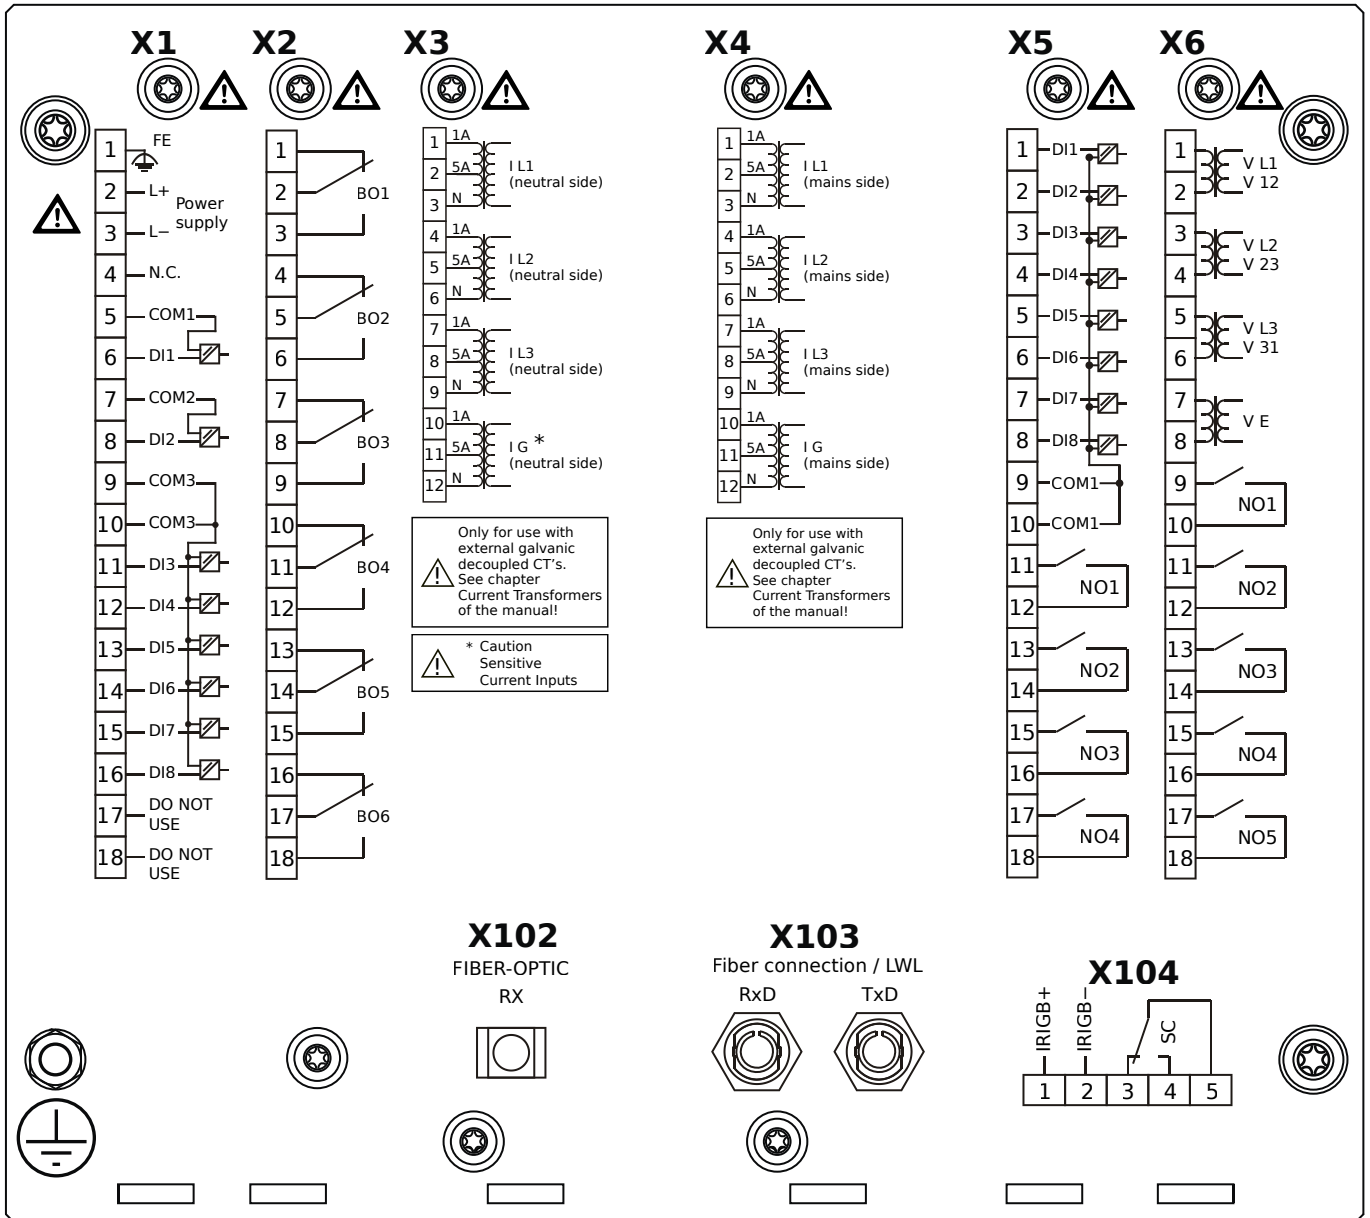 X1
X2
X3
X4
X5
X6
1
FE
2
L+
Power
supply
3
L−
4
N.C.
5
COM1
6
DI1
7
COM2
8
DI2
9
COM3
10
COM3
11
DI3
12
DI4
13
DI5
14
DI6
15
DI7
16
DI8
17
DO NOT
USE
18
DO NOT
USE
1
2
BO1
3
4
5
BO2
6
7
8
BO3
9
10
11
BO4
12
13
14
BO5
15
16
17
BO6
18
1
1A
2
5A
I L1
(neutral side)
3
N
4
1A
5
5A
I L2
(neutral side)
6
N
7
1A
8
5A
I L3
(neutral side)
9
N
10
1A
11
5A
I G *
(neutral side)
12
N
Only for use with
external galvanic
decoupled CT’s.
See chapter
Current Transformers
of the manual!
* Caution
Sensitive
Current Inputs
1
1A
2
5A
I L1
(mains side)
3
N
4
1A
5
5A
I L2
(mains side)
6
N
7
1A
8
5A
I L3
(mains side)
9
N
10
1A
11
5A
I G
(mains side)
12
N
Only for use with
external galvanic
decoupled CT’s.
See chapter
Current Transformers
of the manual!
1
DI1
2
DI2
3
DI3
4
DI4
5
DI5
6
DI6
7
DI7
8
DI8
9
COM1
10
COM1
11
NO1
12
13
NO2
14
15
NO3
16
17
NO4
18
1
V L1
V 12
2
3
V L2
V 23
4
5
V L3
V 31
6
7
V E
8
9
NO1
10
11
NO2
12
13
NO3
14
15
NO4
16
17
NO5
18
X102
FIBER-OPTIC
RX
X103
Fiber connection / LWL
RxD
TxD
X104
IRIGB+
IRIGB−
SC
1
2
3
4
5